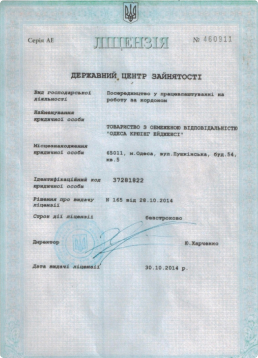 Серія АЕ
ЛІЦЕНЗІЯ
№ 460911
ДЕРЖАВНИЙ ЦЕНТР ЗАЙНЯТОСТІ
Вид господарської діяльності
Посередництво у працевлаштуванні на роботу за кордоном
Найменування юридичної особи
ТОВАРИСТВО З ОБМЕЖЕНОЮ ВІДПОВІДАЛЬНІСТЮ
"ОДЕСА КРЮІНГ ЕЙДЖЕНСІ"
Місцезнаходження юридичної особи
65011, м.Одеса, вул.Пушкінська, буд.54, кв.5
Ідентифікаційний код юридичної особи
37281822
Рішення про видачу ліцензії
N 165 від 28.10.2014
Строк дії ліцензії
Безстроково
Директор
Ю.Харченко
Дата видачі ліцензії
30.10.2014